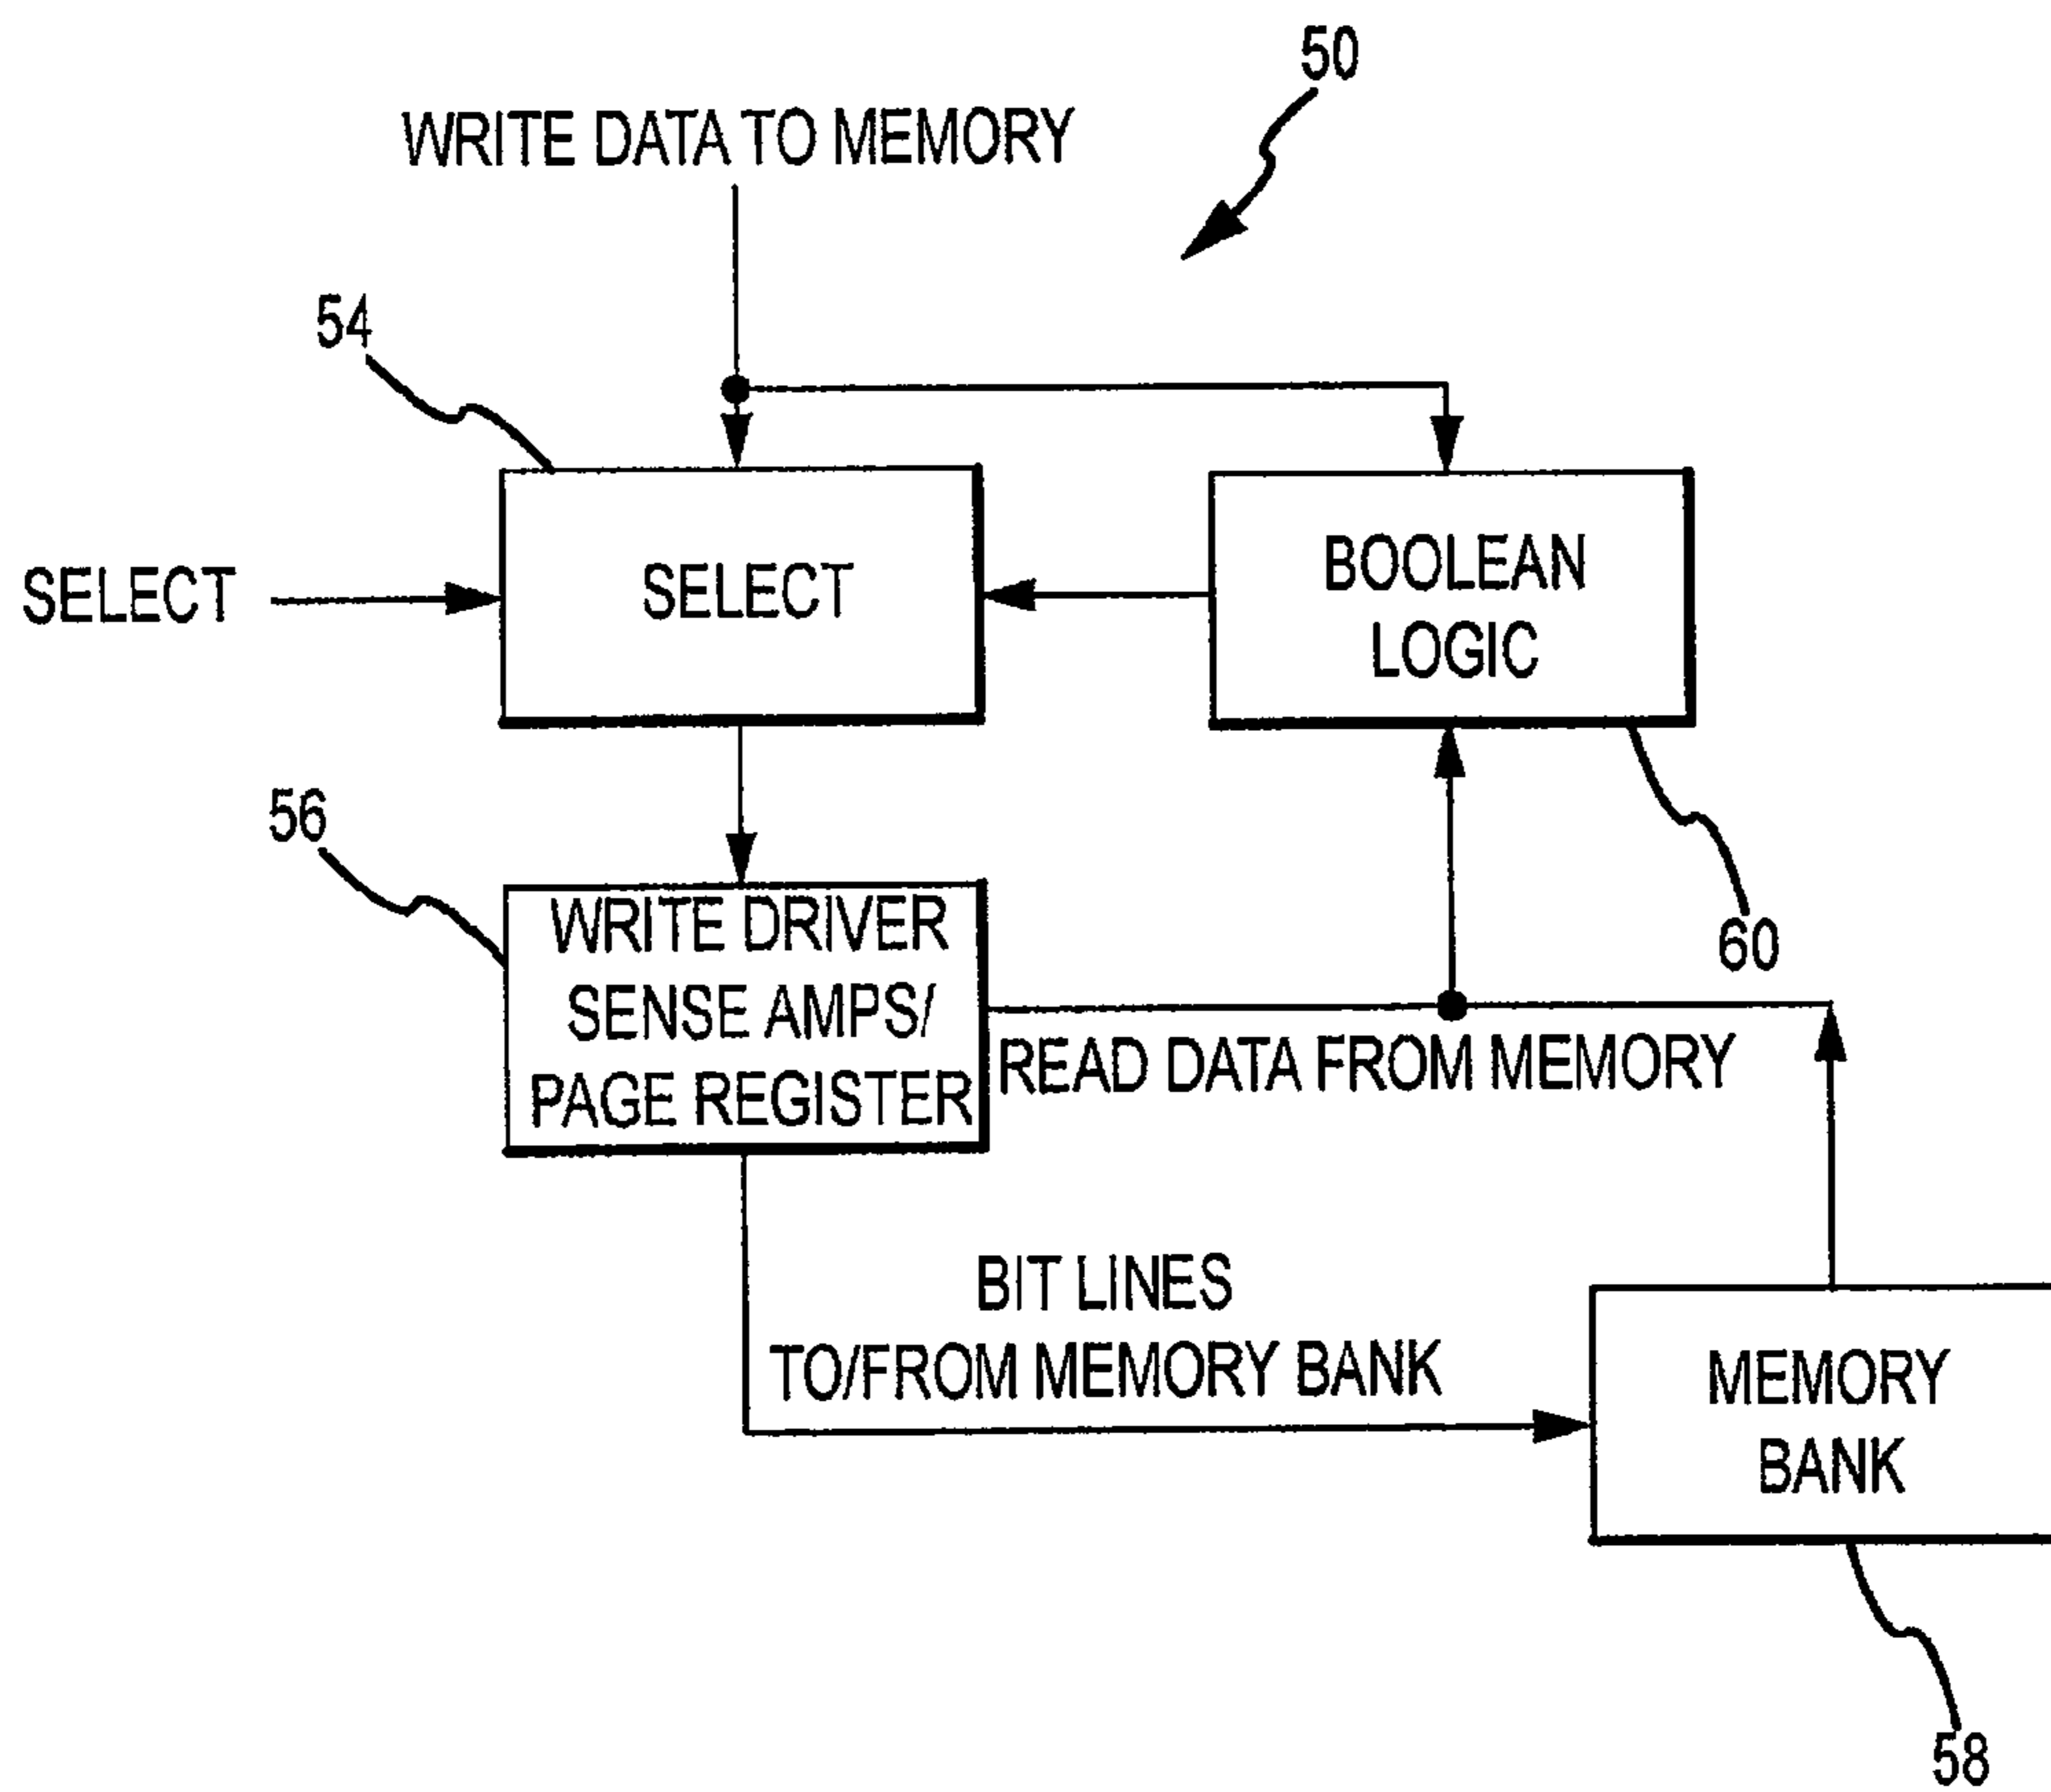 50
WRITE DATA TO MEMORY
54
SELECT
SELECT
BOOLEAN
LOGIC
56
WRITE DRIVER
SENSE AMPS/
PAGE REGISTER
60
READ DATA FROM MEMORY
BIT LINES
TO/FROM MEMORY BANK
MEMORY
BANK
58